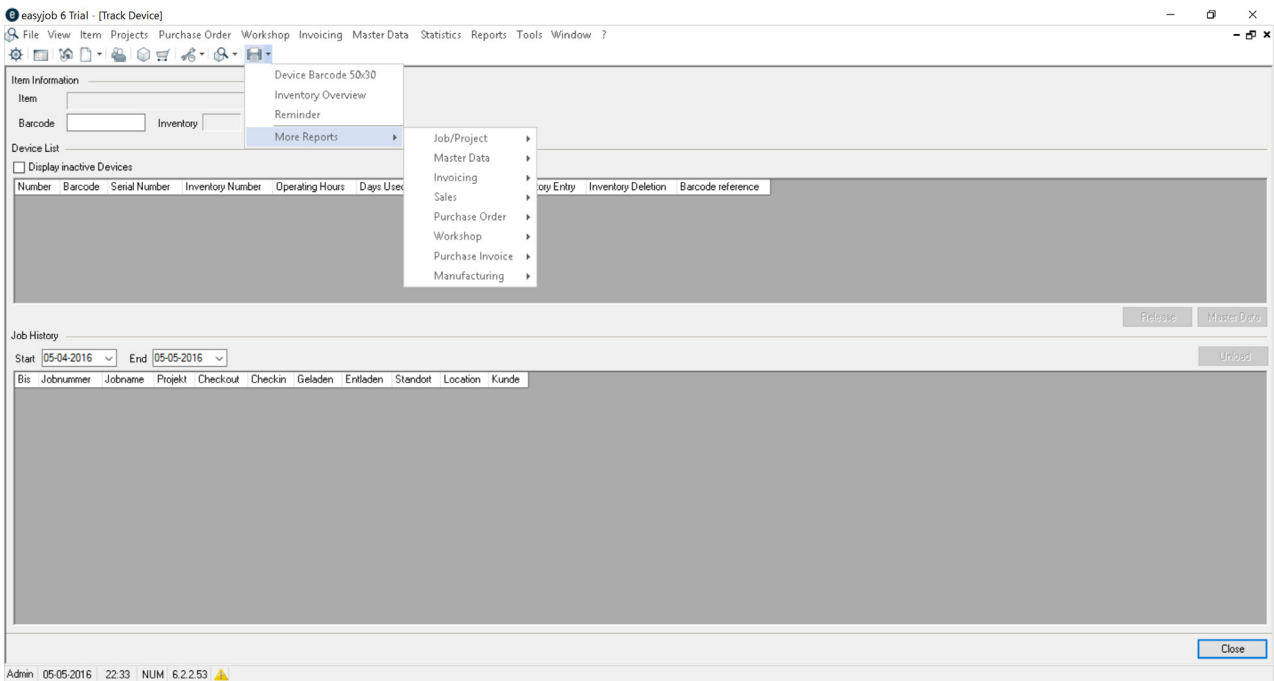 easyjob 6 Trial - [Track Device]
File View Item Projects Purchase Order Workshop Invoicing Master Data Statistics Reports Tools Window ?
Device Barcode 50x30
Inventory Overview
Reminder
More Reports
Job/Project
Master Data
Invoicing
Sales
Purchase Order
Workshop
Purchase Invoice
Manufacturing
Item Information
Item
Barcode Inventory
Device List
Display inactive Devices
Number Barcode Serial Number Inventory Number Operating Hours Days Used Entry Inventory Deletion Barcode reference
Release Master Data
Job History
Start 05-04-2016 End 05-05-2016 Unload
Bis Jobnummer Jobname Projekt Checkout Checkin Geladen Entladen Standort Location Kunde
Close
Admin 05-05-2016 22:33 NUM 6.2.2.53